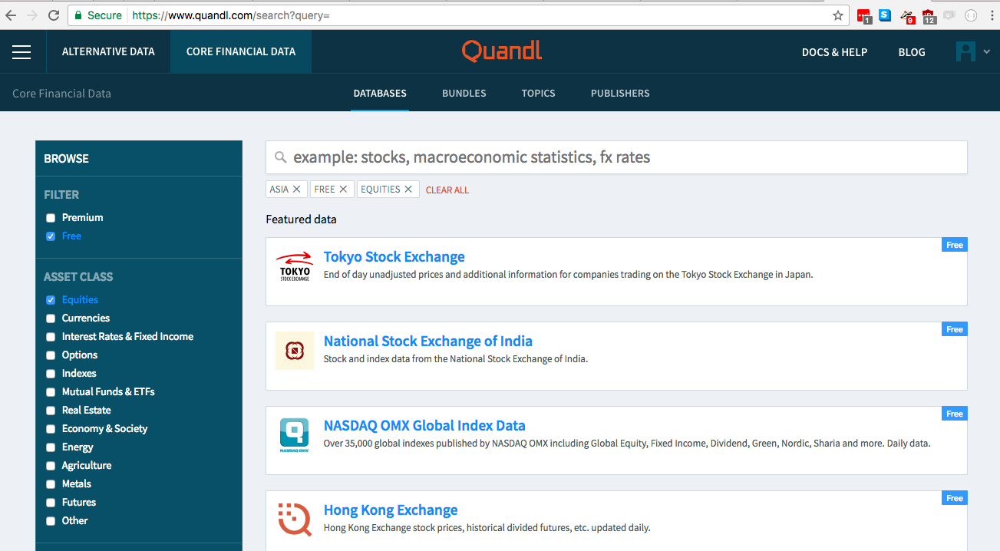 Secure https://www.quandl.com/search?query=
1
S
9
12
ALTERNATIVE DATA
CORE FINANCIAL DATA
Quandl
DOCS & HELP
BLOG
Core Financial Data
DATABASES
BUNDLES
TOPICS
PUBLISHERS
BROWSE
FILTER
Premium
Free
ASSET CLASS
Equities
Currencies
Interest Rates & Fixed Income
Options
Indexes
Mutual Funds & ETFs
Real Estate
Economy & Society
Energy
Agriculture
Metals
Futures
Other
example: stocks, macroeconomic statistics, fx rates
ASIA
FREE
EQUITIES
CLEAR ALL
Featured data
TOKYO
STOCK EXCHANGE
Tokyo Stock Exchange
Free
End of day unadjusted prices and additional information for companies trading on the Tokyo Stock Exchange in Japan.
National Stock Exchange of India
Free
Stock and index data from the National Stock Exchange of India.
NASDAQ OMX
NASDAQ OMX Global Index Data
Free
Over 35,000 global indexes published by NASDAQ OMX including Global Equity, Fixed Income, Dividend, Green, Nordic, Sharia and more. Daily data.
Hong Kong Exchange
Free
Hong Kong Exchange stock prices, historical divided futures, etc. updated daily.